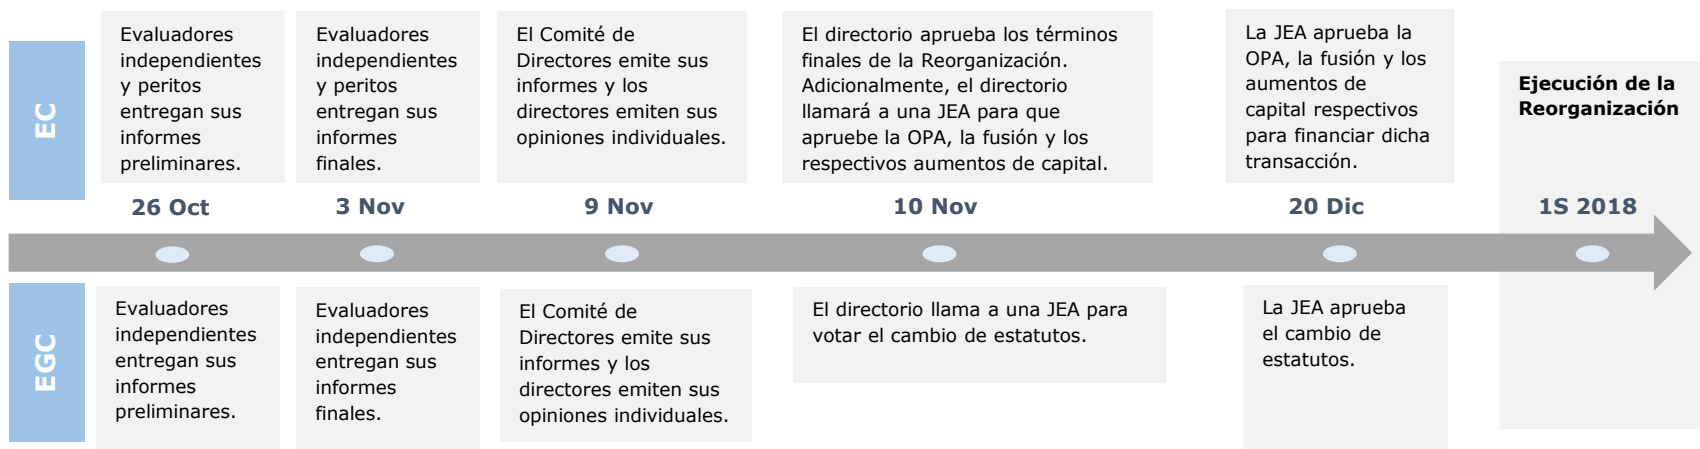 EC
Evaluadores
independientes
y peritos
entregan sus
informes
preliminares.
Evaluadores
independientes
y peritos
entregan sus
informes
finales.
El Comité de
Directores emite sus
informes y los
directores emiten sus
opiniones individuales.
El directorio aprueba los términos
finales de la Reorganización.
Adicionalmente, el directorio
llamará a una JEA para que
apruebe la OPA, la fusión y los
respectivos aumentos de capital.
La JEA aprueba la
OPA, la fusión y los
aumentos de
capital respectivos
para financiar dicha
transacción.
Ejecución de la
Reorganización
26 Oct
3 Nov
9 Nov
10 Nov
20 Dic
1S 2018
EGC
Evaluadores
independientes
entregan sus
informes
preliminares.
Evaluadores
independientes
entregan sus
informes
finales.
El Comité de
Directores emite sus
informes y los
directores emiten sus
opiniones individuales.
El directorio llama a una JEA para
votar el cambio de estatutos.
La JEA aprueba
el cambio de
estatutos.